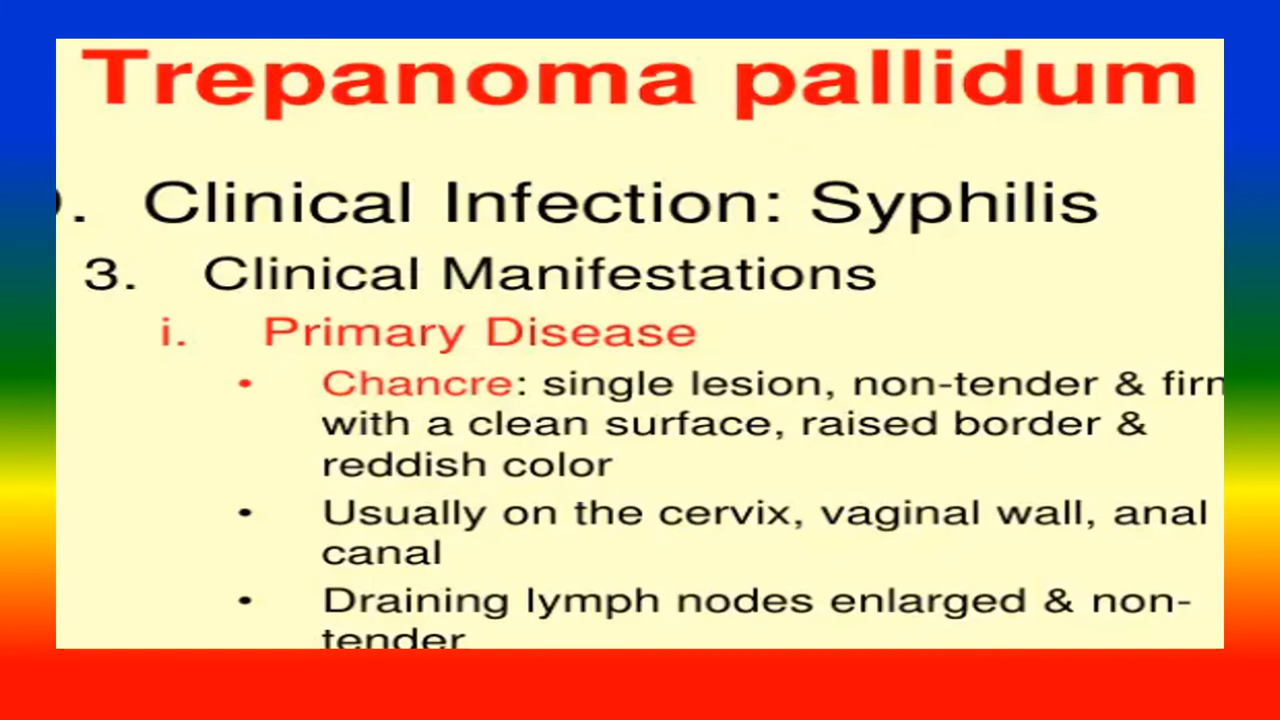 Trepanoma pallidum
. Clinical Infection: Syphilis
3. Clinical Manifestations
i. Primary Disease
• Chancre: single lesion, non-tender &
with a clean surface, raised border &
reddish color
• Usually on the cervix, vaginal wall, anal
canal
• Draining lymph nodes enlarged & non-
tender